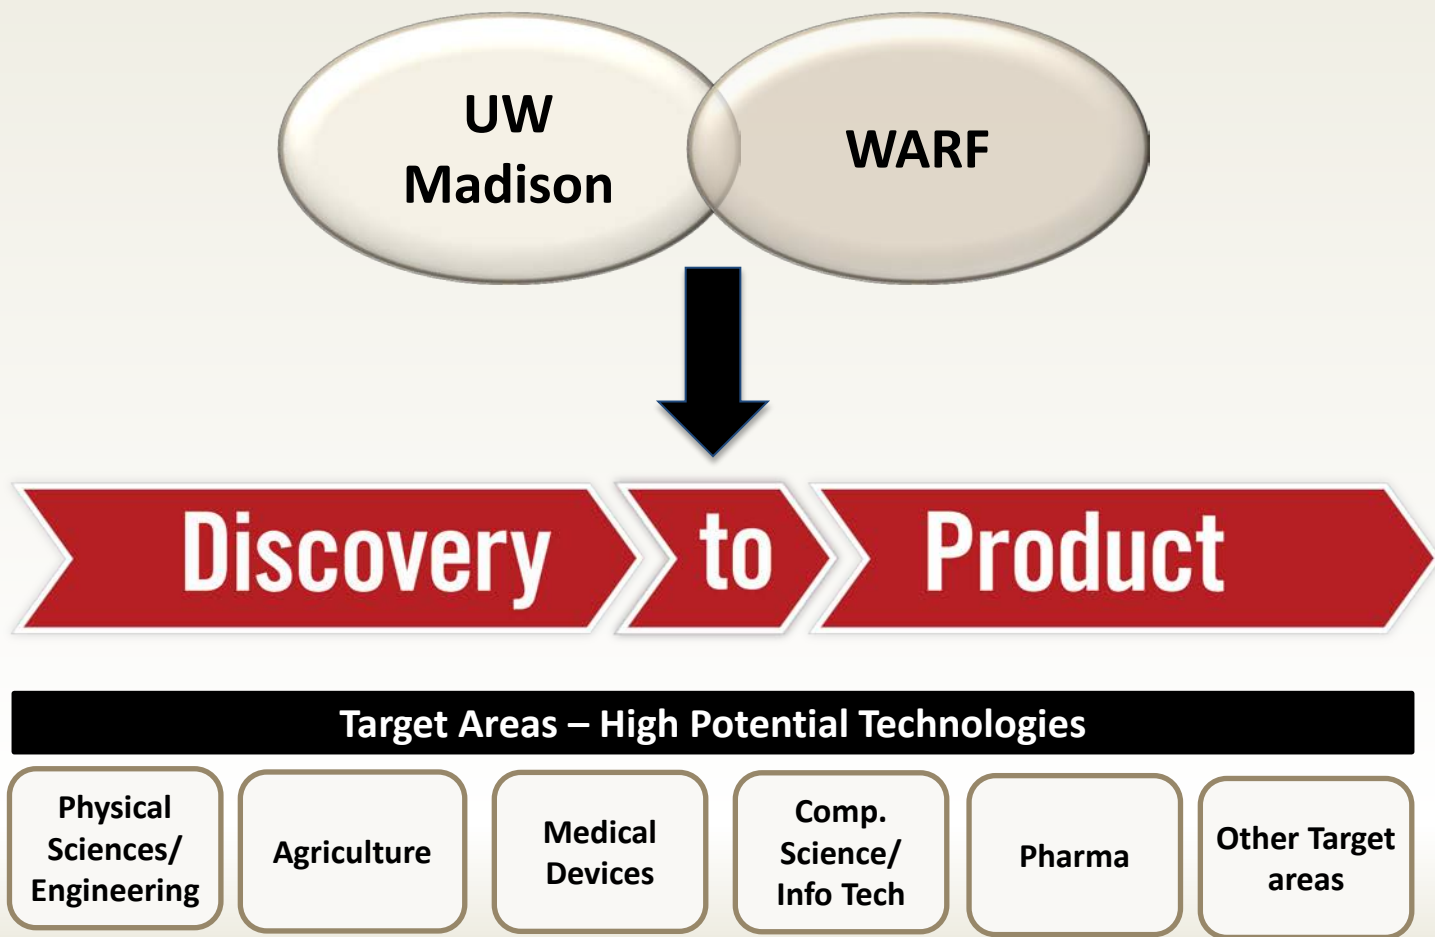 UW
Madison
WARF
Discovery to Product
Target Areas – High Potential Technologies
Physical
Sciences/
Engineering
Agriculture
Medical
Devices
Comp.
Science/
Info Tech
Pharma
Other Target
areas